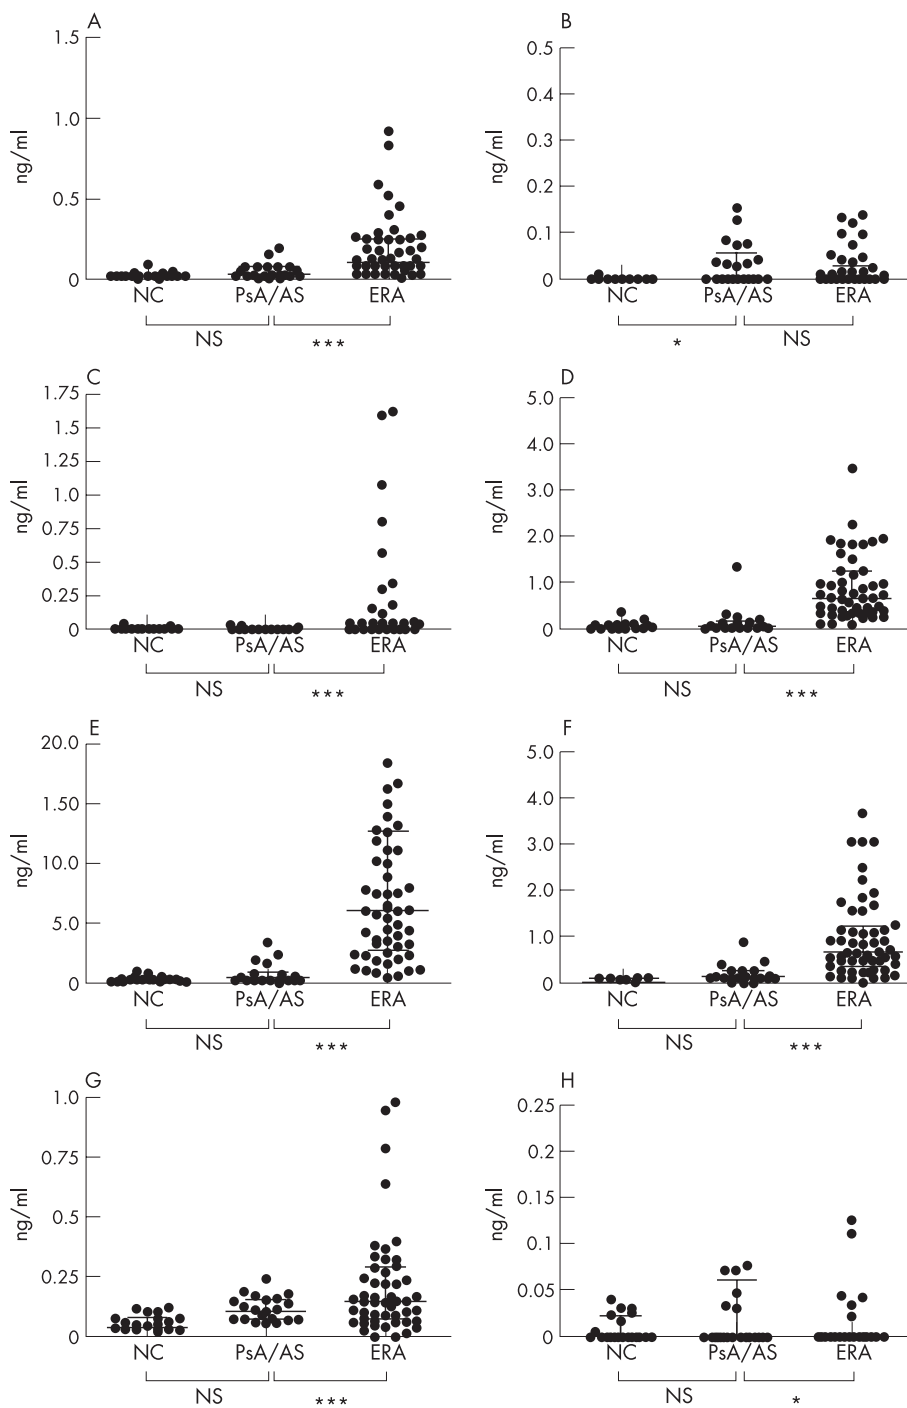 A
1.5
1.0
0.5
0
ng/ml
NC PsA/AS ERA
NS ***
B
0.5
0.4
0.3
0.2
0.1
0
ng/ml
NC PsA/AS ERA
* NS
C
1.75
1.5
1.25
1.0
0.75
0.5
0.25
0
ng/ml
NC PsA/AS ERA
NS ***
D
5.0
4.0
3.0
2.0
1.0
0
ng/ml
NC PsA/AS ERA
NS ***
E
20.0
1.50
10.0
5.0
0
ng/ml
NC PsA/AS ERA
NS ***
F
5.0
4.0
3.0
2.0
1.0
0
ng/ml
NC PsA/AS ERA
NS ***
G
1.0
0.75
0.5
0.25
0
ng/ml
NC PsA/AS ERA
NS ***
H
0.25
0.2
0.15
0.1
0.05
0
ng/ml
NC PsA/AS ERA
NS *